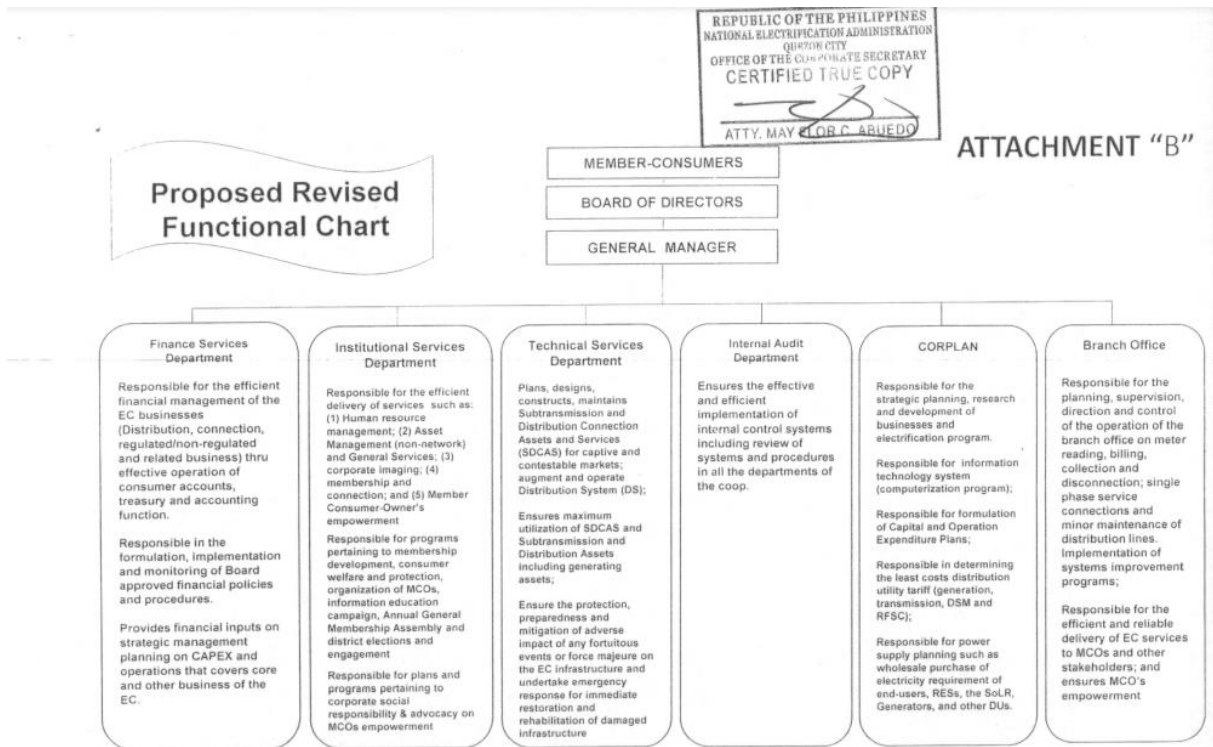 REPUBLIC OF THE PHILIPPINES
NATIONAL ELECTRIFICATION ADMINISTRATION
QUEZON CITY
OFFICE OF THE CORPORATE SECRETARY
CERTIFIED TRUE COPY
ATTY. MAY FLOR C. ABUEDO
ATTACHMENT "B"
Proposed Revised
Functional Chart
MEMBER-CONSUMERS
BOARD OF DIRECTORS
GENERAL MANAGER
Finance Services
Department
Responsible for the efficient
financial management of the
EC businesses
(Distribution, connection,
regulated/non-regulated
and related business) thru
effective operation of
consumer accounts,
treasury and accounting
function.
Responsible in the
formulation, implementation
and monitoring of Board
approved financial policies
and procedures.
Provides financial inputs on
strategic management
planning on CAPEX and
operations that covers core
and other business of the
EC.
Institutional Services
Department
Responsible for the efficient
delivery of services such as:
(1) Human resource
management; (2) Asset
Management (non-network)
and General Services; (3)
corporate imaging; (4)
membership and
connection; and (5) Member
Consumer-Owner's
empowerment
Responsible for programs
pertaining to membership
development, consumer
welfare and protection,
organization of MCOs,
information education
campaign, Annual General
Membership Assembly and
district elections and
engagement
Responsible for plans and
programs pertaining to
corporate social
responsibility & advocacy on
MCOs empowerment
Technical Services
Department
Plans, designs,
constructs, maintains
Subtransmission and
Distribution Connection
Assets and Services
(SDCAS) for captive and
contestable markets;
augment and operate
Distribution System (DS);
Ensures maximum
utilization of SDCAS and
Subtransmission and
Distribution Assets
including generating
assets;
Ensure the protection,
preparedness and
mitigation of adverse
impact of any fortuitous
events or force majeure on
the EC infrastructure and
undertake emergency
response for immediate
restoration and
rehabilitation of damaged
infrastructure
Internal Audit
Department
Ensures the effective
and efficient
implementation of
internal control systems
including review of
systems and procedures
in all the departments of
the coop.
CORPLAN
Responsible for the
strategic planning, research
and development of
businesses and
electrification program.
Responsible for information
technology system
(computerization program);
Responsible for formulation
of Capital and Operation
Expenditure Plans;
Responsible in determining
the least costs distribution
utility tariff (generation,
transmission, DSM and
RFSC);
Responsible for power
supply planning such as
wholesale purchase of
electricity requirement of
end-users, RESs, the SoLR,
Generators, and other DUs.
Branch Office
Responsible for the
planning, supervision,
direction and control
of the operation of the
branch office on meter
reading, billing,
collection and
disconnection; single
phase service
connections and
minor maintenance of
distribution lines.
Implementation of
systems improvement
programs;
Responsible for the
efficient and reliable
delivery of EC services
to MCOs and other
stakeholders; and
ensures MCO's
empowerment